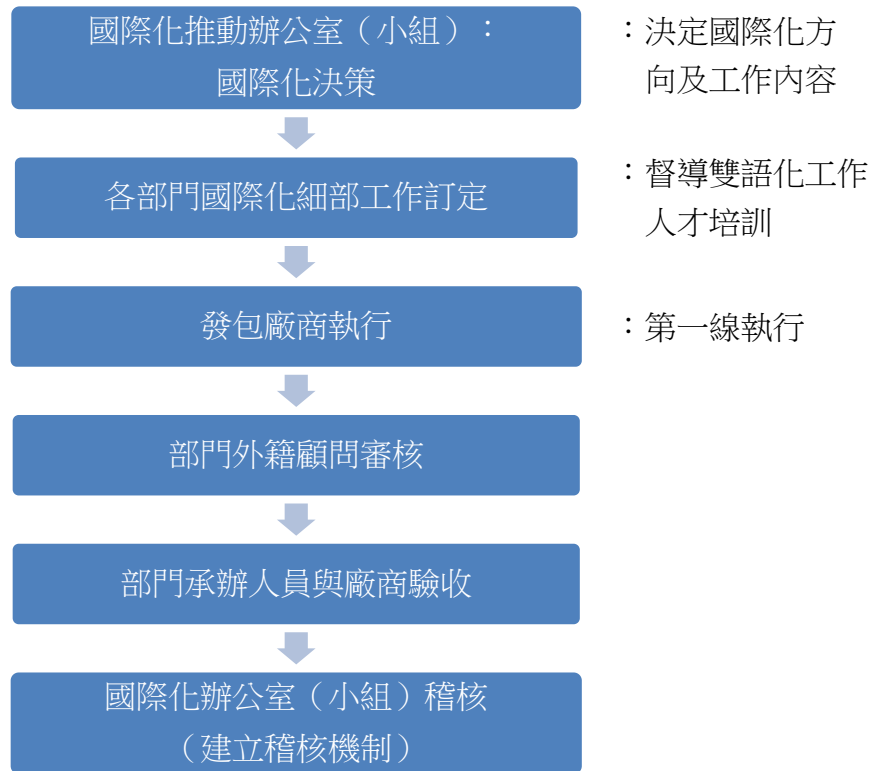 國際化推動辦公室（小組）：
國際化決策
：決定國際化方
向及工作內容
各部門國際化細部工作訂定
：督導雙語化工作
人才培訓
發包廠商執行
：第一線執行
部門外籍顧問審核
部門承辦人員與廠商驗收
國際化辦公室（小組）稽核
（建立稽核機制）